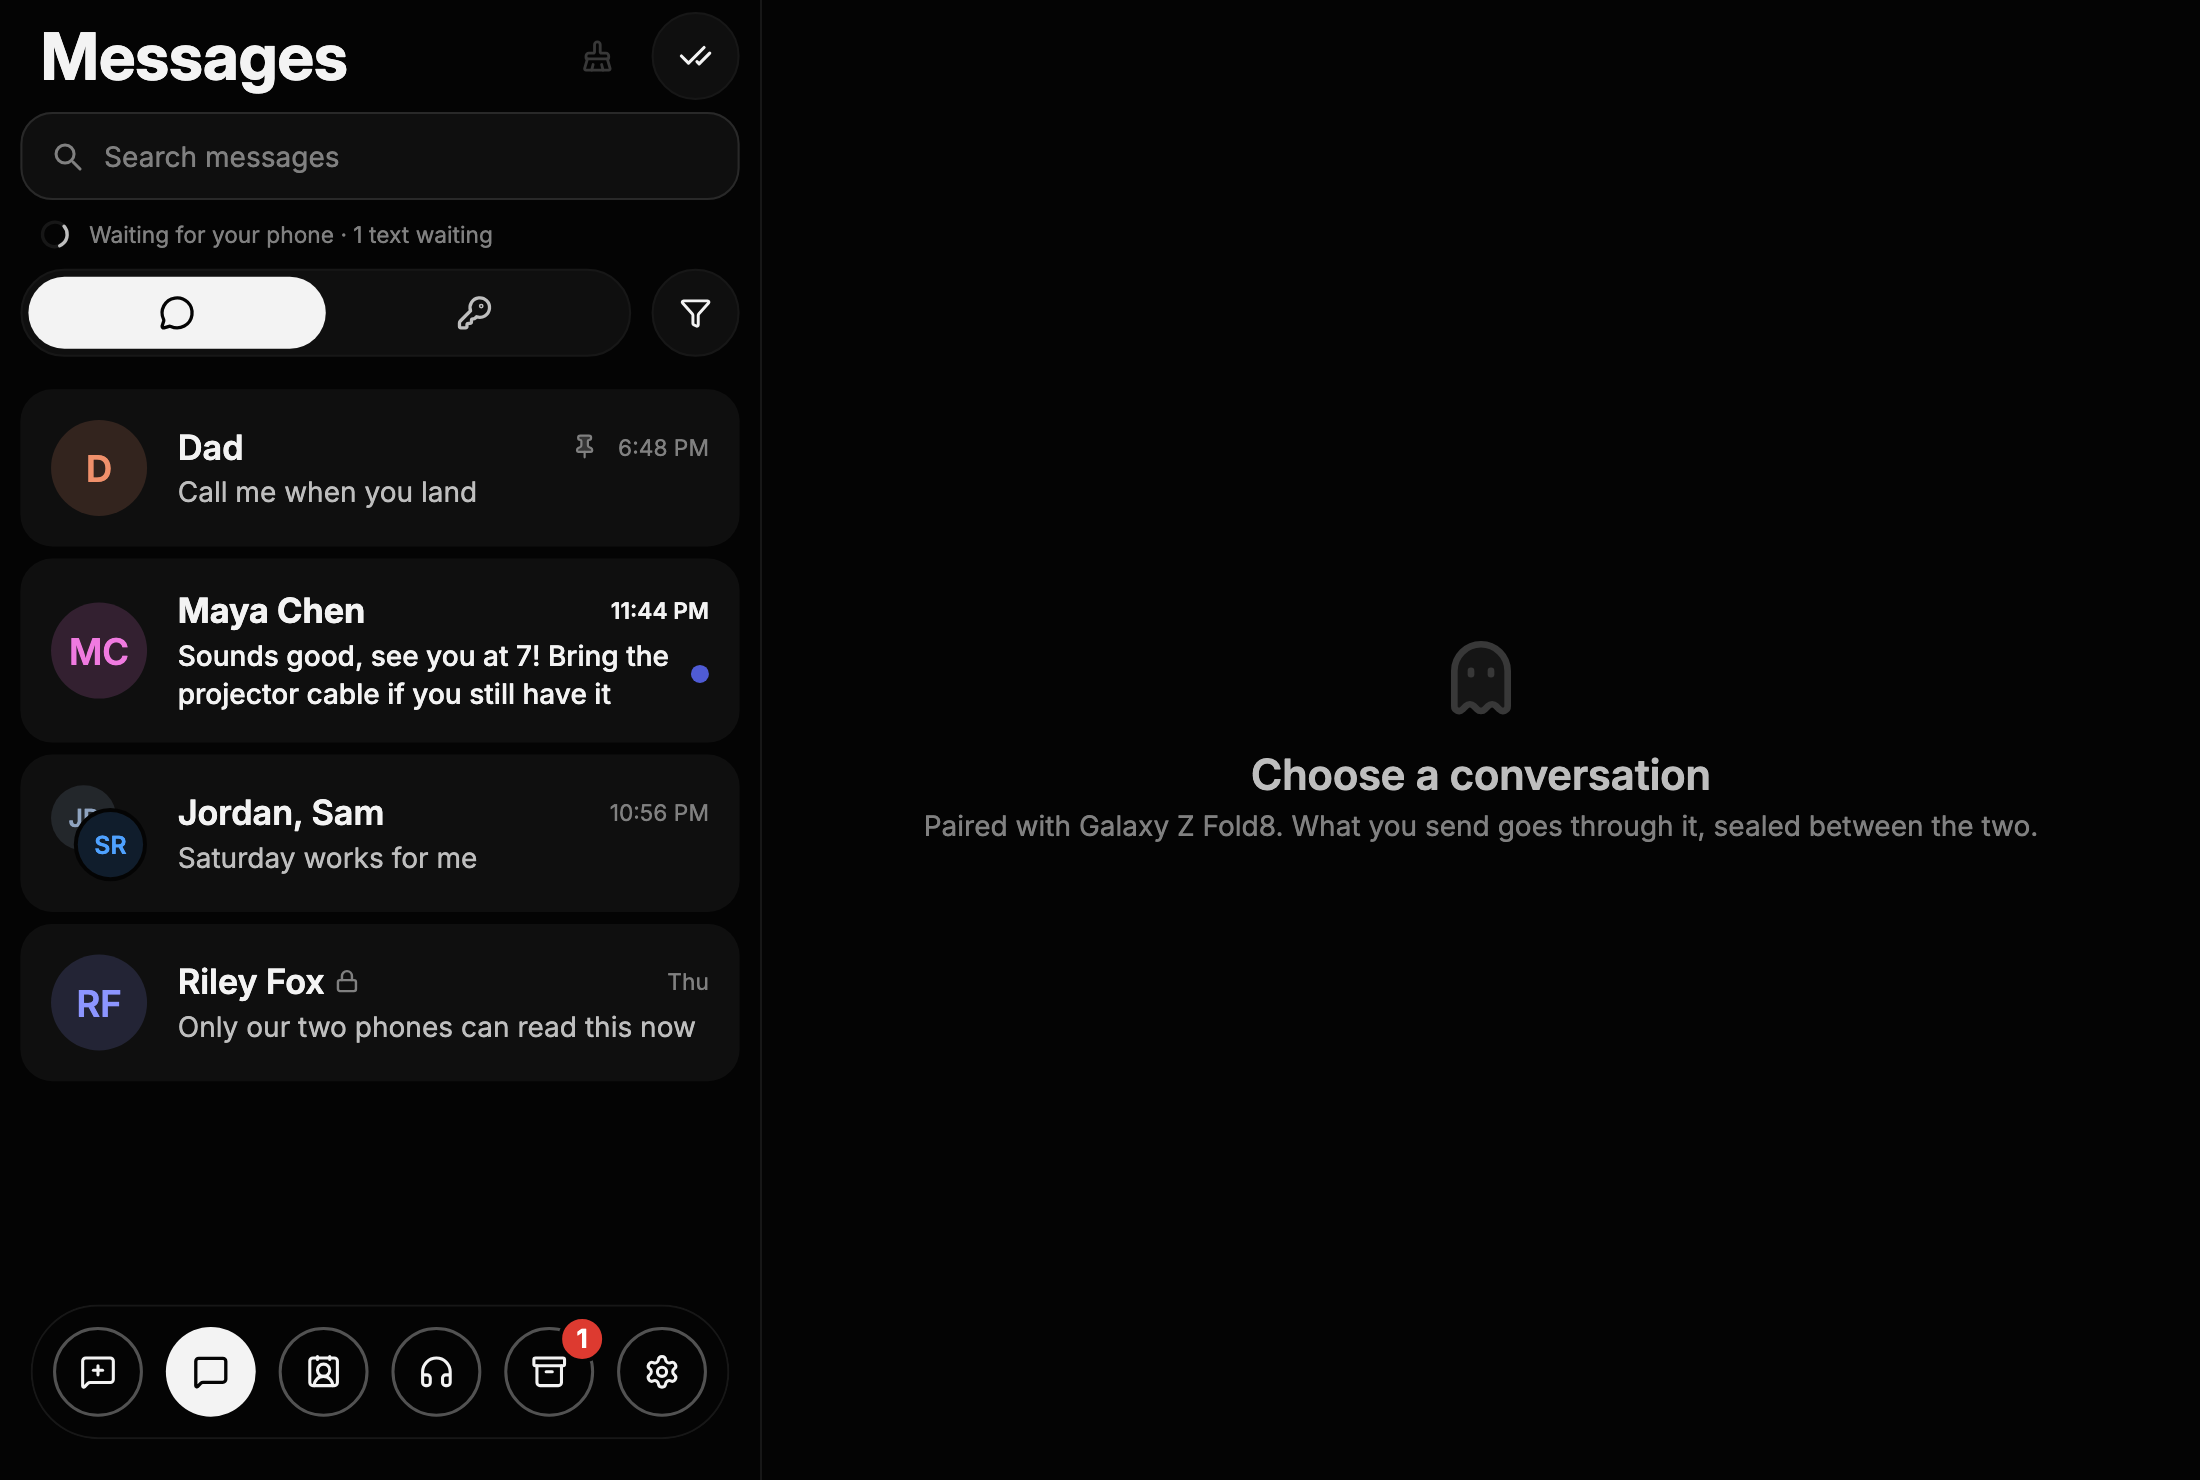 Messages
Search messages
Waiting for your phone · 1 text waiting
D
Dad
6:48 PM
Call me when you land
MC
Maya Chen
11:44 PM
Sounds good, see you at 7! Bring the
projector cable if you still have it
SR
Jordan, Sam
10:56 PM
Saturday works for me
RF
Riley Fox
Thu
Only our two phones can read this now
1
Choose a conversation
Paired with Galaxy Z Fold8. What you send goes through it, sealed between the two.